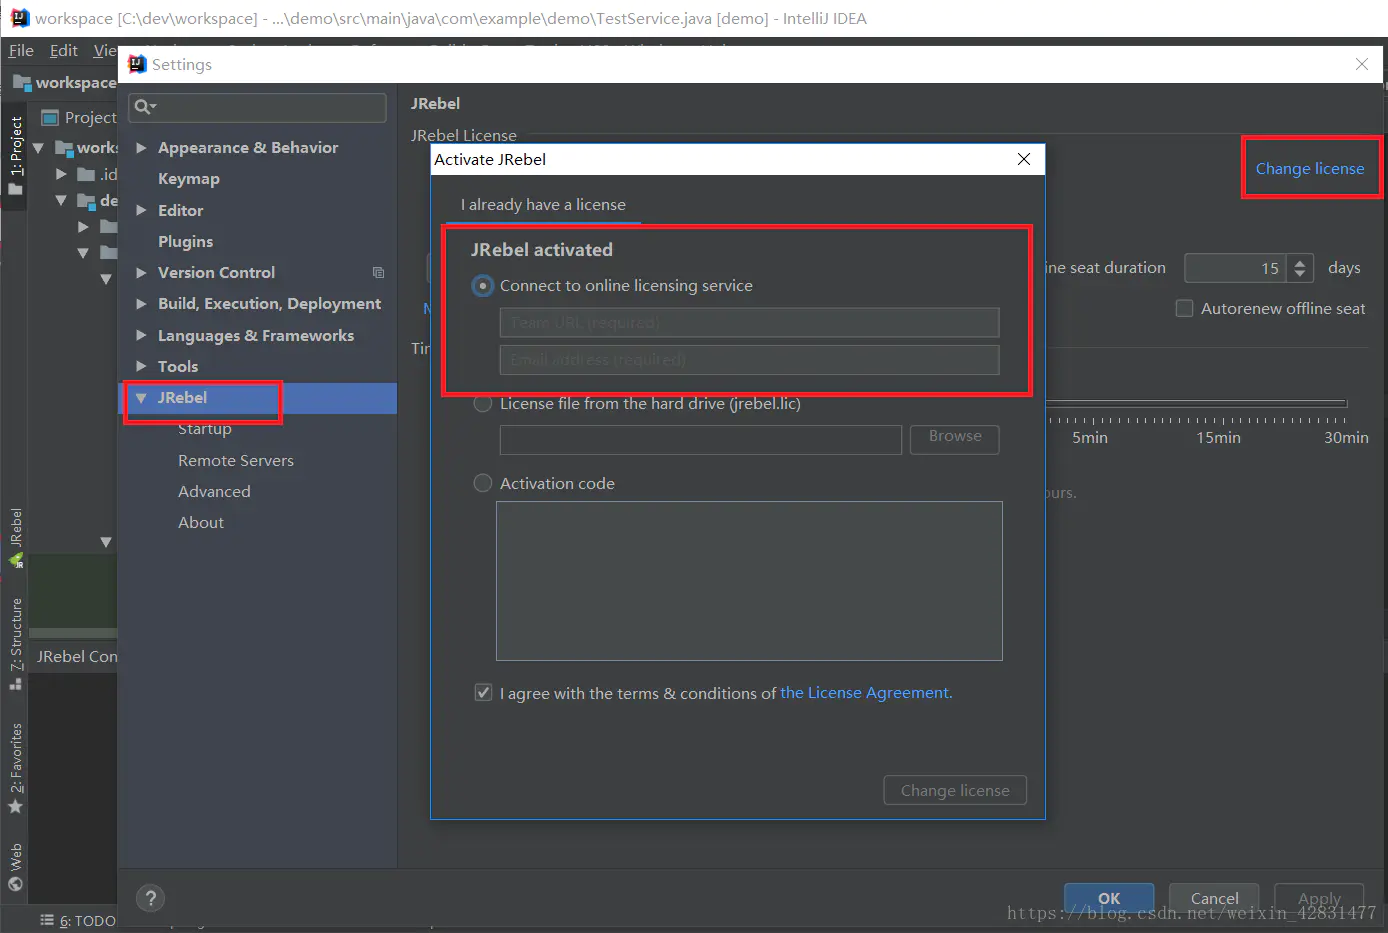 workspace [C:\dev\workspace] - ...\demo\src\main\java\com\example\demo\TestService.java [demo] - IntelliJ IDEA
File Edit Vie
Settings
workspace
1: Project
Project
works
.id
de
JRebel
7: Structure
JRebel Con
2: Favorites
Web
6: TODO
Appearance & Behavior
Keymap
Editor
Plugins
Version Control
Build, Execution, Deployment
Languages & Frameworks
Tools
JRebel
Startup
Remote Servers
Advanced
About
JRebel
JRebel License
Change license
ine seat duration 15 days
Autorenew offline seat
Tir
5min 15min 30min
ours.
Activate JRebel
I already have a license
JRebel activated
Connect to online licensing service
Team URL (required)
Email address (required)
License file from the hard drive (jrebel.lic)
Browse
Activation code
I agree with the terms & conditions of the License Agreement.
Change license
?
OK Cancel Apply
https://blog.csdn.net/weixin_42831477